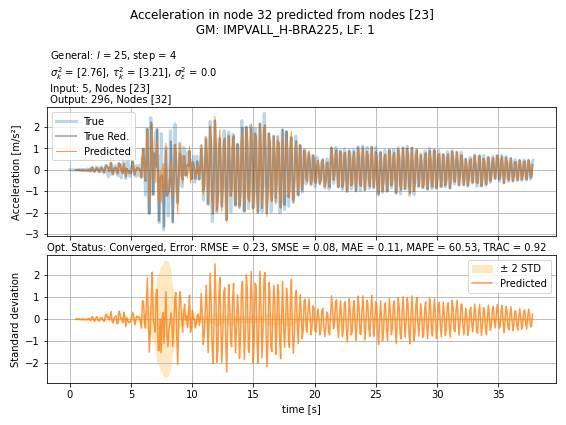 Acceleration in node 32 predicted from nodes [23]
GM: IMPVALL_H-BRA225, LF: 1
General: l = 25, step = 4
σ²ₖ = [2.76], τ²ₖ = [3.21], σ²ε = 0.0
Input: 5, Nodes [23]
Output: 296, Nodes [32]
True
True Red.
Predicted
Acceleration [m/s²]
2
1
0
−1
−2
−3
Opt. Status: Converged, Error: RMSE = 0.23, SMSE = 0.08, MAE = 0.11, MAPE = 60.53, TRAC = 0.92
± 2 STD
Predicted
Standard deviation
2
1
0
−1
−2
0 5 10 15 20 25 30 35
time [s]